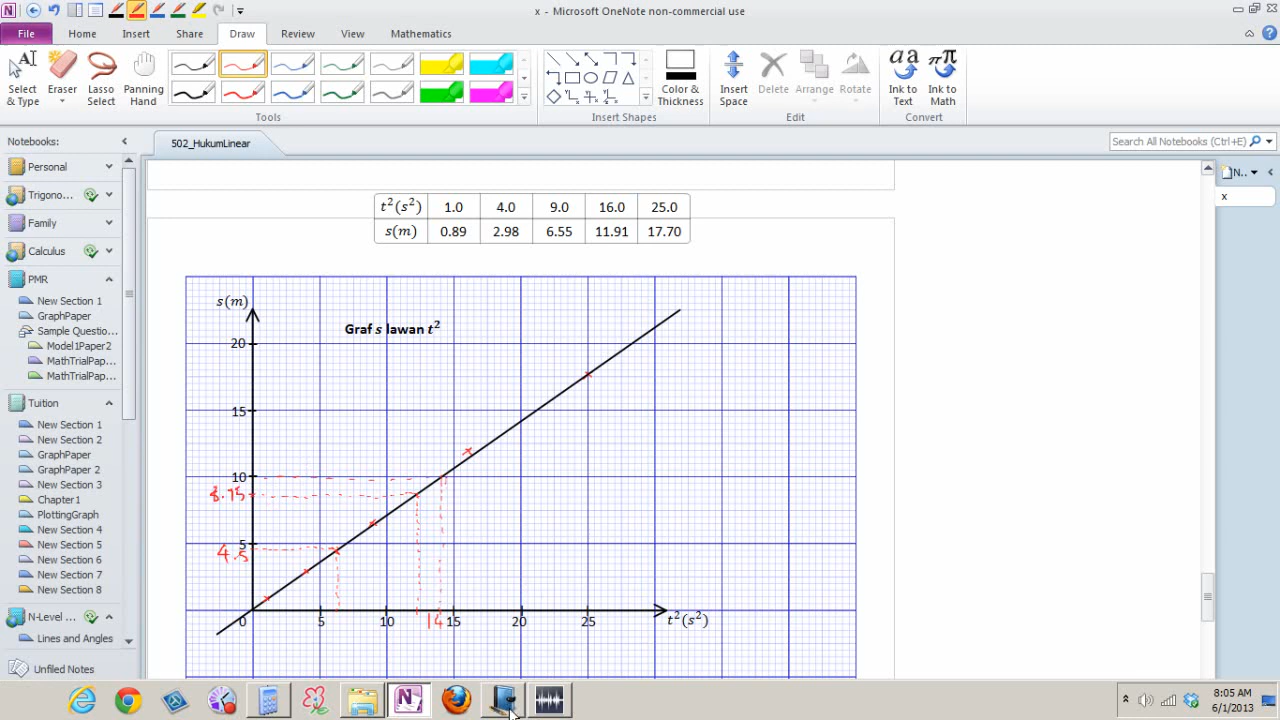 x - Microsoft OneNote non-commercial use
File Home Insert Share Draw Review View Mathematics
Select & Type
Eraser
Lasso Select
Panning Hand
Color & Thickness
Insert Space
Delete
Arrange
Rotate
Ink to Text
Ink to Math
Tools
Insert Shapes
Edit
Convert
Notebooks:
502_HukumLinear
Search All Notebooks (Ctrl+E)
N..
x
Personal
Trigono...
Family
Calculus
PMR
New Section 1
GraphPaper
Sample Questio...
Model1Paper2
MathTrialPap...
MathTrialPap...
Tuition
New Section 1
New Section 2
GraphPaper
GraphPaper 2
New Section 3
Chapter1
PlottingGraph
New Section 4
New Section 5
New Section 6
New Section 7
New Section 8
N-Level ...
Lines and Angles
Unfiled Notes
t²(s²) 1.0 4.0 9.0 16.0 25.0
s(m) 0.89 2.98 6.55 11.91 17.70
s(m)
Graf s lawan t²
20
15
10
8.75
5
4.5
0 5 10 14 15 20 25 t²(s²)
8:05 AM
6/1/2013